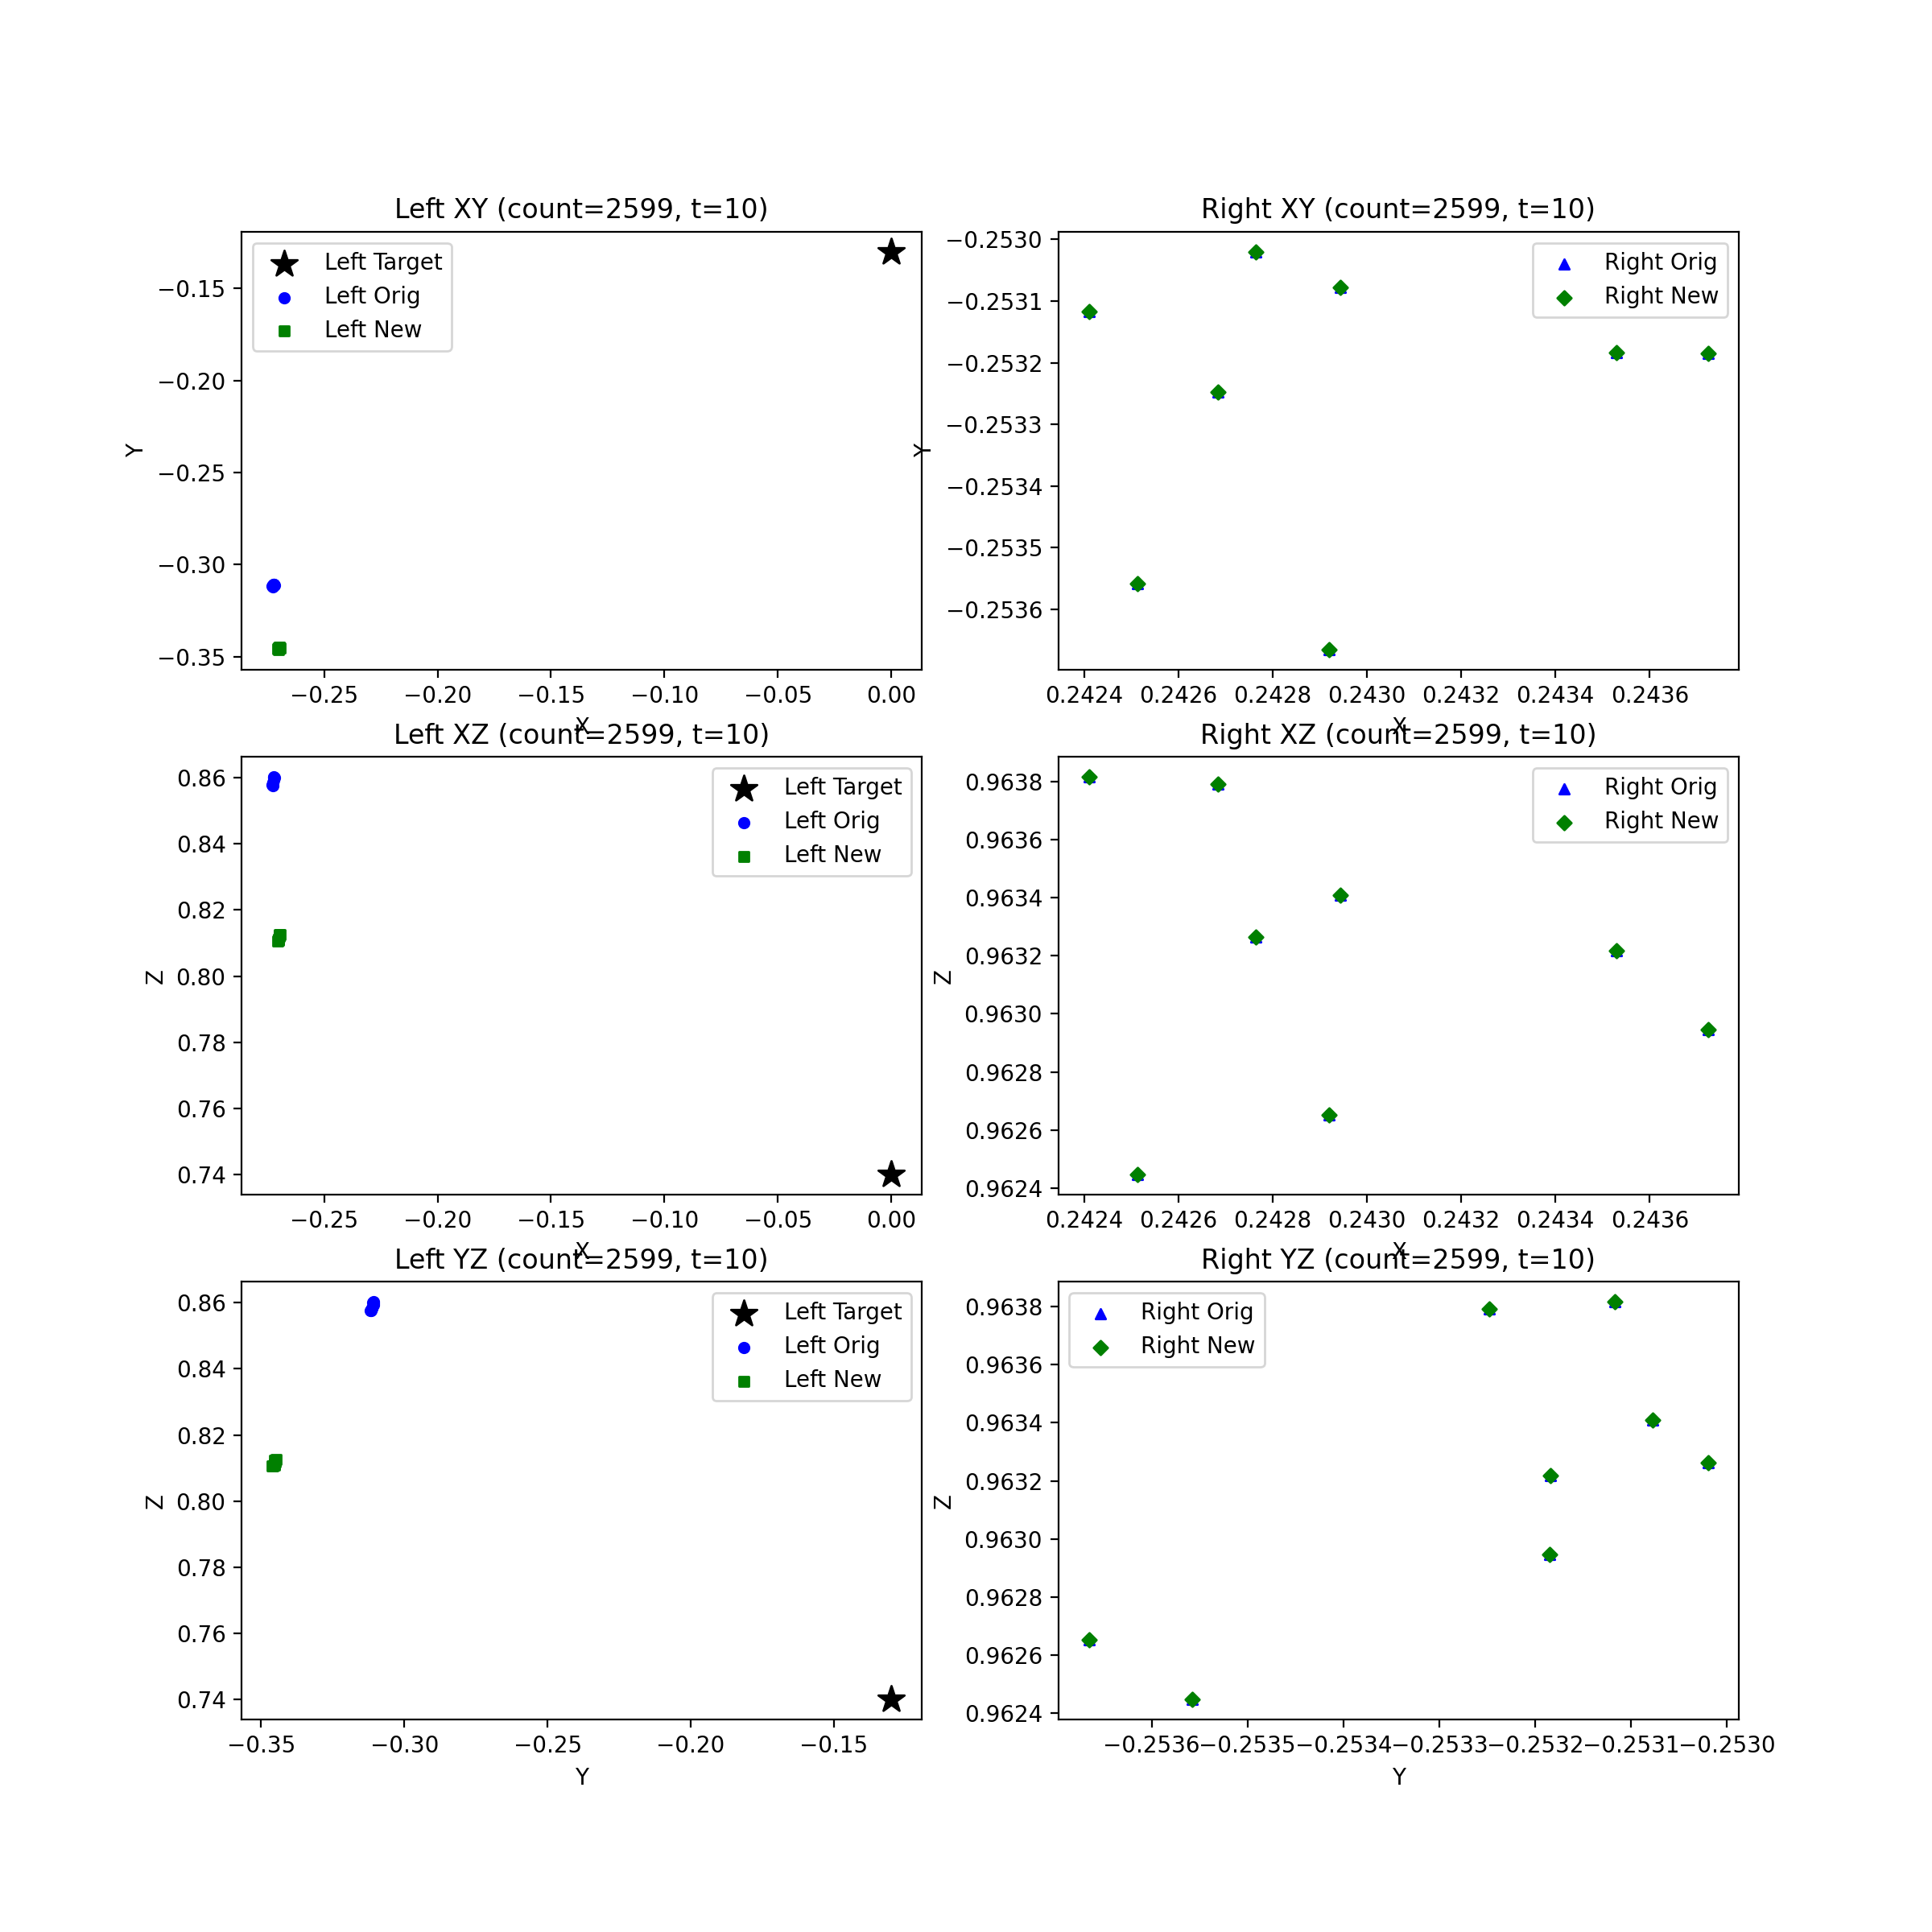 Left XY (count=2599, t=10)
Left Target
Left Orig
Left New
Y
−0.15
−0.20
−0.25
−0.30
−0.35
−0.25 −0.20 −0.15 −0.10 −0.05 0.00
X
Right XY (count=2599, t=10)
Right Orig
Right New
Y
−0.2530
−0.2531
−0.2532
−0.2533
−0.2534
−0.2535
−0.2536
0.2424 0.2426 0.2428 0.2430 0.2432 0.2434 0.2436
X
Left XZ (count=2599, t=10)
Left Target
Left Orig
Left New
Z
0.86
0.84
0.82
0.80
0.78
0.76
0.74
−0.25 −0.20 −0.15 −0.10 −0.05 0.00
X
Right XZ (count=2599, t=10)
Right Orig
Right New
Z
0.9638
0.9636
0.9634
0.9632
0.9630
0.9628
0.9626
0.9624
0.2424 0.2426 0.2428 0.2430 0.2432 0.2434 0.2436
X
Left YZ (count=2599, t=10)
Left Target
Left Orig
Left New
Z
0.86
0.84
0.82
0.80
0.78
0.76
0.74
−0.35 −0.30 −0.25 −0.20 −0.15
Y
Right YZ (count=2599, t=10)
Right Orig
Right New
Z
0.9638
0.9636
0.9634
0.9632
0.9630
0.9628
0.9626
0.9624
−0.2536 −0.2535 −0.2534 −0.2533 −0.2532 −0.2531 −0.2530
Y